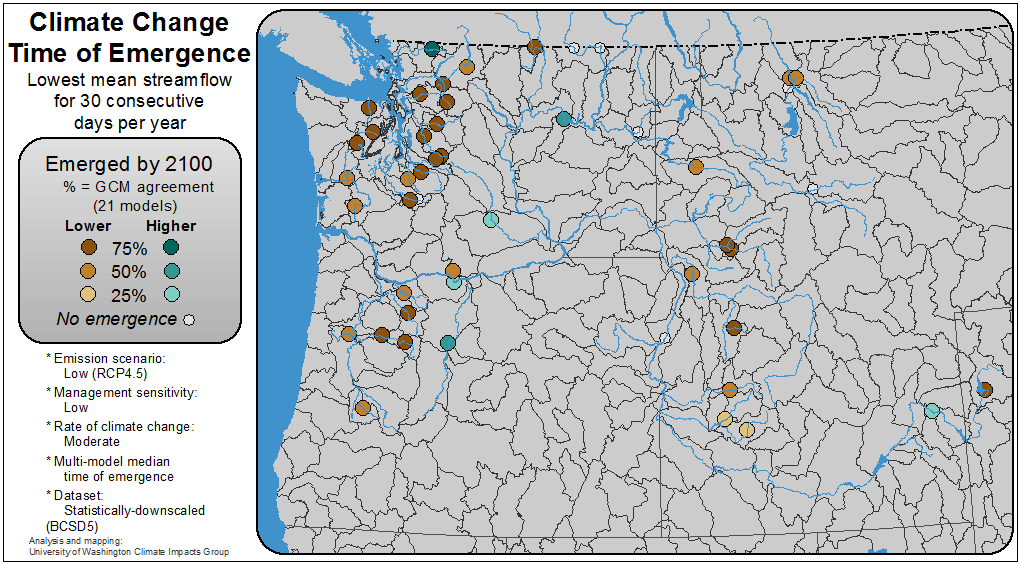 Climate Change
Time of Emergence
Lowest mean streamflow
for 30 consecutive
days per year
Emerged by 2100
% = GCM agreement
(21 models)
Lower Higher
75%
50%
25%
No emergence
* Emission scenario:
Low (RCP4.5)
* Management sensitivity:
Low
* Rate of climate change:
Moderate
* Multi-model median
time of emergence
* Dataset:
Statistically-downscaled
(BCSD5)
Analysis and mapping:
University of Washington Climate Impacts Group